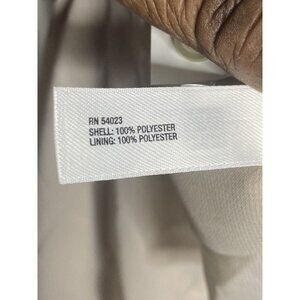 RN 54023
SHELL: 100% POLYESTER
LINING: 100% POLYESTER